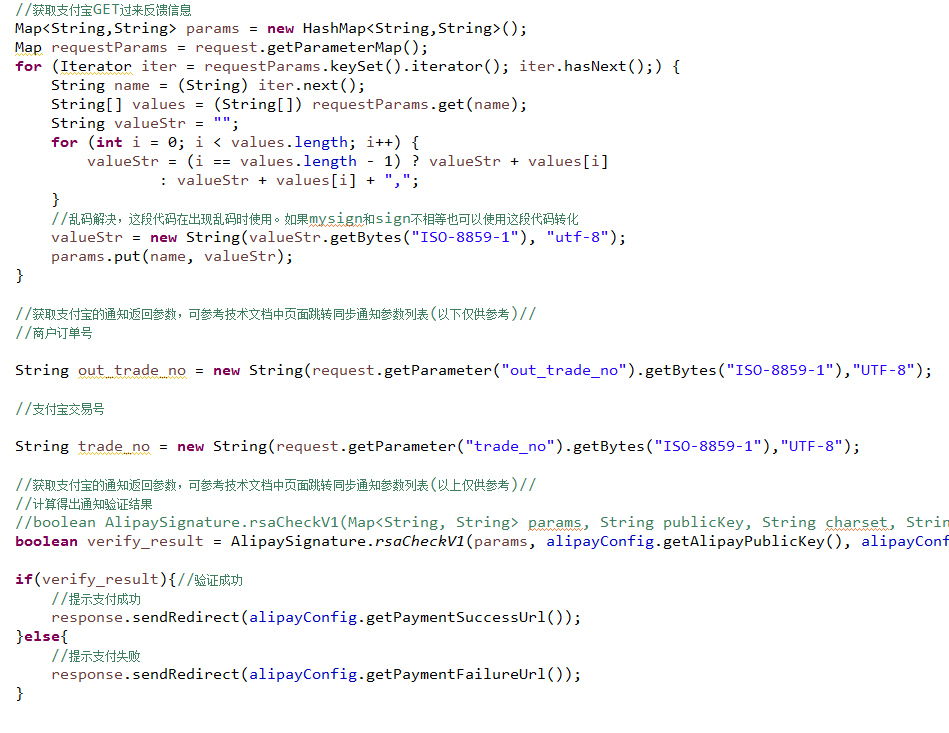 //获取支付宝GET过来反馈信息
Map<String,String> params = new HashMap<String,String>();
Map requestParams = request.getParameterMap();
for (Iterator iter = requestParams.keySet().iterator(); iter.hasNext();) {
String name = (String) iter.next();
String[] values = (String[]) requestParams.get(name);
String valueStr = "";
for (int i = 0; i < values.length; i++) {
valueStr = (i == values.length - 1) ? valueStr + values[i]
: valueStr + values[i] + ",";
}
//乱码解决，这段代码在出现乱码时使用。如果mysign和sign不相等也可以使用这段代码转化
valueStr = new String(valueStr.getBytes("ISO-8859-1"), "utf-8");
params.put(name, valueStr);
}
//获取支付宝的通知返回参数，可参考技术文档中页面跳转同步通知参数列表(以下仅供参考)//
//商户订单号
String out_trade_no = new String(request.getParameter("out_trade_no").getBytes("ISO-8859-1"),"UTF-8");
//支付宝交易号
String trade_no = new String(request.getParameter("trade_no").getBytes("ISO-8859-1"),"UTF-8");
//获取支付宝的通知返回参数，可参考技术文档中页面跳转同步通知参数列表(以上仅供参考)//
//计算得出通知验证结果
//boolean AlipaySignature.rsaCheckV1(Map<String, String> params, String publicKey, String charset, Strin
boolean verify_result = AlipaySignature.rsaCheckV1(params, alipayConfig.getAlipayPublicKey(), alipayConf
if(verify_result){//验证成功
//提示支付成功
response.sendRedirect(alipayConfig.getPaymentSuccessUrl());
}else{
//提示支付失败
response.sendRedirect(alipayConfig.getPaymentFailureUrl());
}